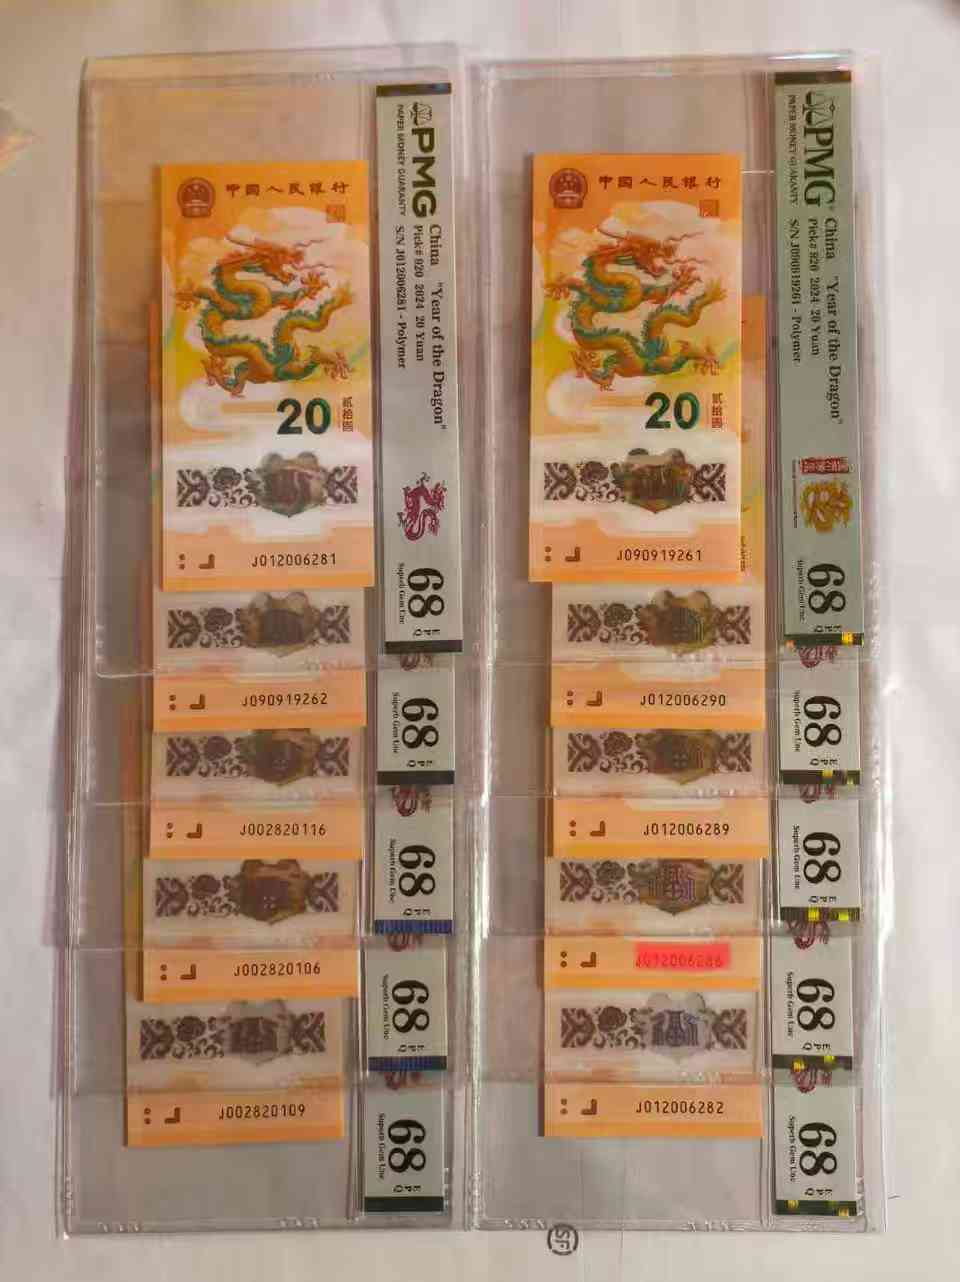 PMG
PAPER MONEY GUARANTY
China "Year of the Dragon"
Pick# 820 2024 20 Yuan
S/N J012006281 - Polymer
68
EPQ
Superb Gem Unc
中国人民银行
20
贰拾圆
J012006281
J090919262
68
EPQ
Superb Gem Unc
J002820116
68
EPQ
Superb Gem Unc
J002820106
68
EPQ
Superb Gem Unc
J002820109
68
EPQ
Superb Gem Unc
PMG
PAPER MONEY GUARANTY
China "Year of the Dragon"
Pick# 820 2024 20 Yuan
S/N J090919261 - Polymer
68
EPQ
Superb Gem Unc
中国人民银行
20
贰拾圆
J090919261
J012006290
68
EPQ
Superb Gem Unc
J012006289
68
EPQ
Superb Gem Unc
J012006286
68
EPQ
Superb Gem Unc
J012006282
68
EPQ
Superb Gem Unc
SF